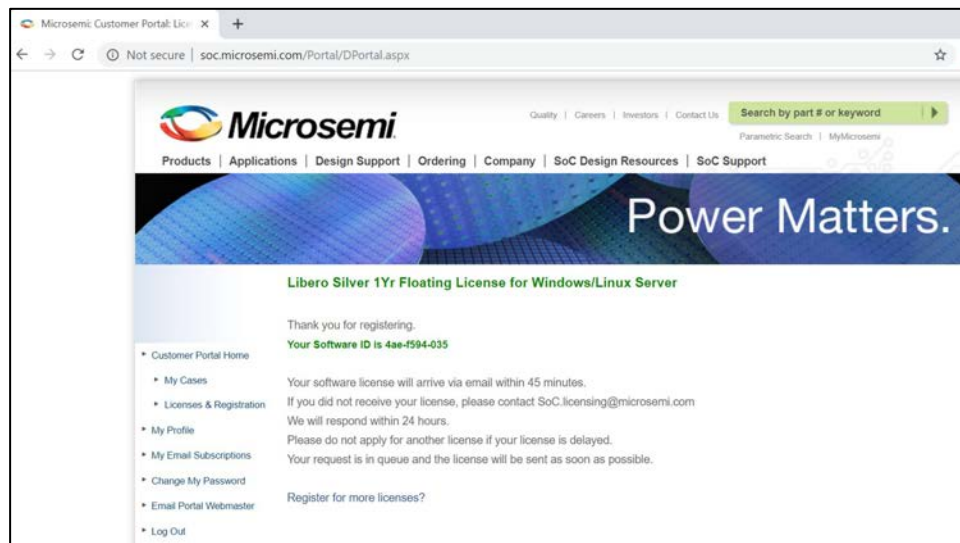 Microsemi: Customer Portal: Lice
Not secure | soc.microsemi.com/Portal/DPortal.aspx
Microsemi
Quality | Careers | Investors | Contact Us
Search by part # or keyword
Parametric Search | MyMicrosemi
Products | Applications | Design Support | Ordering | Company | SoC Design Resources | SoC Support
Power Matters.
Libero Silver 1Yr Floating License for Windows/Linux Server
Thank you for registering.
Your Software ID is 4ae-f594-035
Your software license will arrive via email within 45 minutes.
If you did not receive your license, please contact SoC.licensing@microsemi.com
We will respond within 24 hours.
Please do not apply for another license if your license is delayed.
Your request is in queue and the license will be sent as soon as possible.
Register for more licenses?
Customer Portal Home
My Cases
Licenses & Registration
My Profile
My Email Subscriptions
Change My Password
Email Portal Webmaster
Log Out